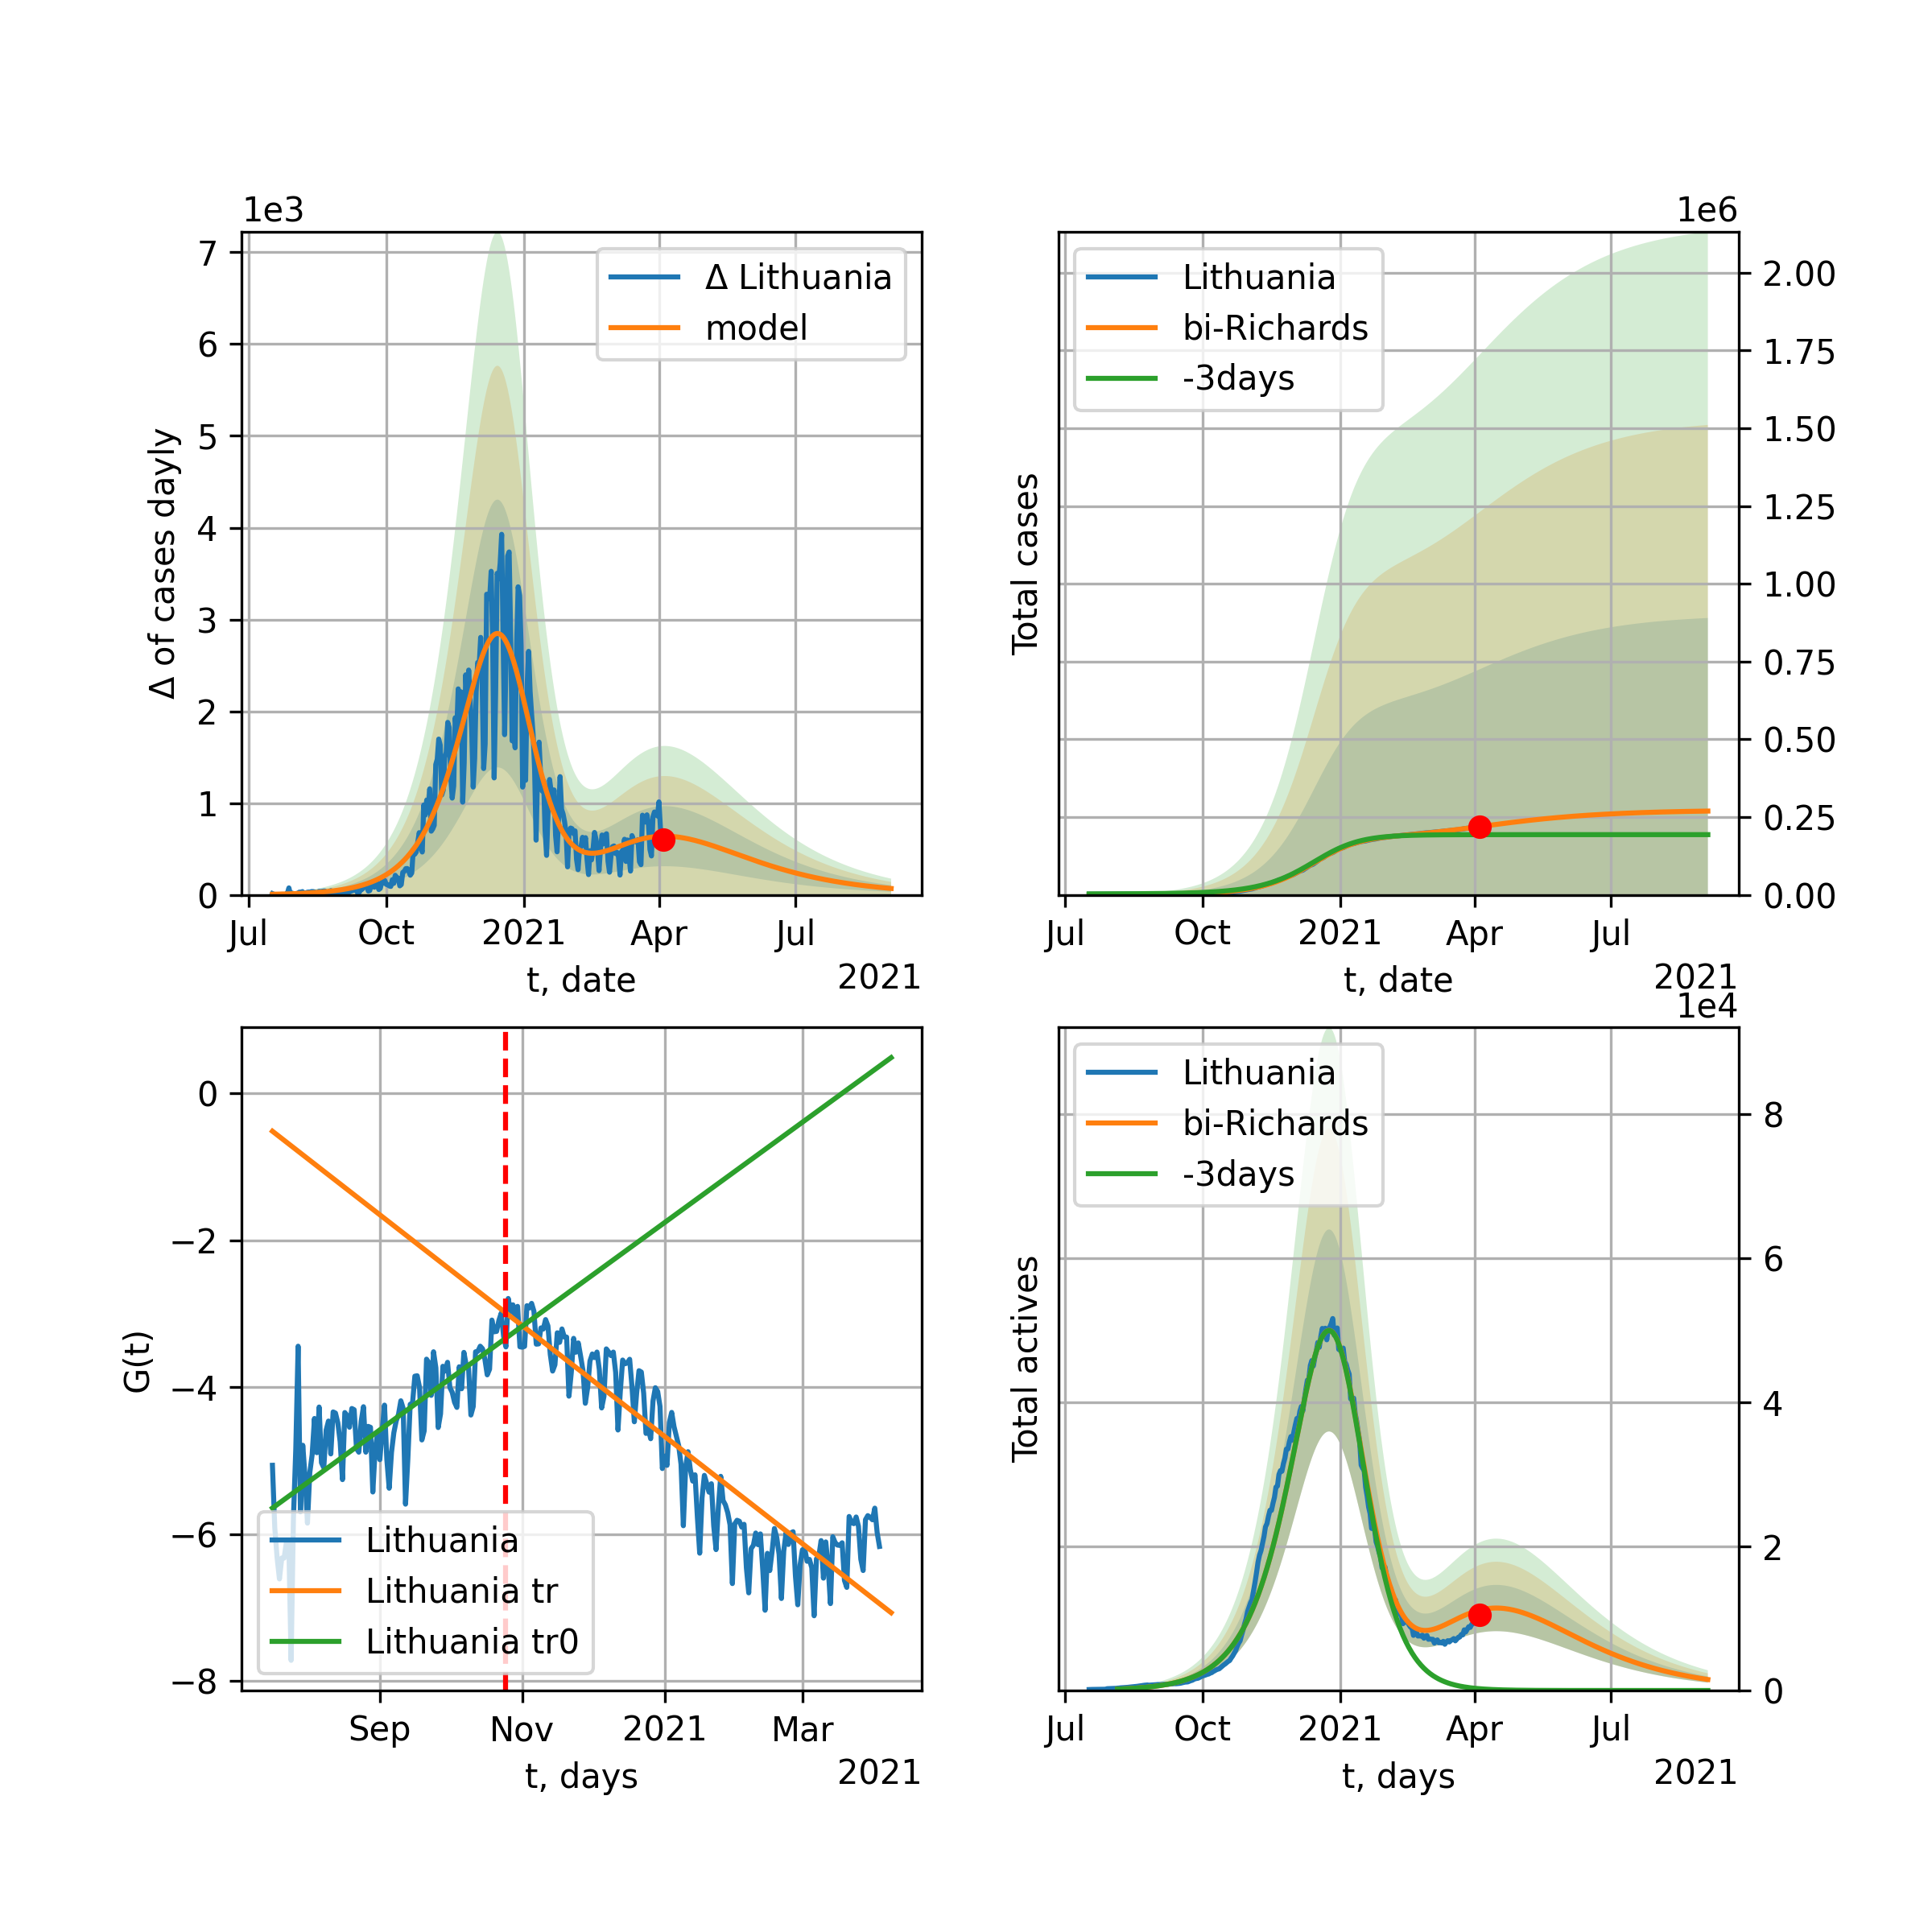 1e3
7
6
5
4
3
2
1
0
Δ of cases dayly
Δ Lithuania
model
Jul
Oct
2021
Apr
Jul
t, date
2021
1e6
Lithuania
bi-Richards
-3days
Total cases
2.00
1.75
1.50
1.25
1.00
0.75
0.50
0.25
0.00
Jul
Oct
2021
Apr
Jul
t, date
2021
0
−2
−4
−6
−8
G(t)
Lithuania
Lithuania tr
Lithuania tr0
Sep
Nov
2021
Mar
t, days
2021
1e4
Lithuania
bi-Richards
-3days
Total actives
8
6
4
2
0
Jul
Oct
2021
Apr
Jul
t, days
2021